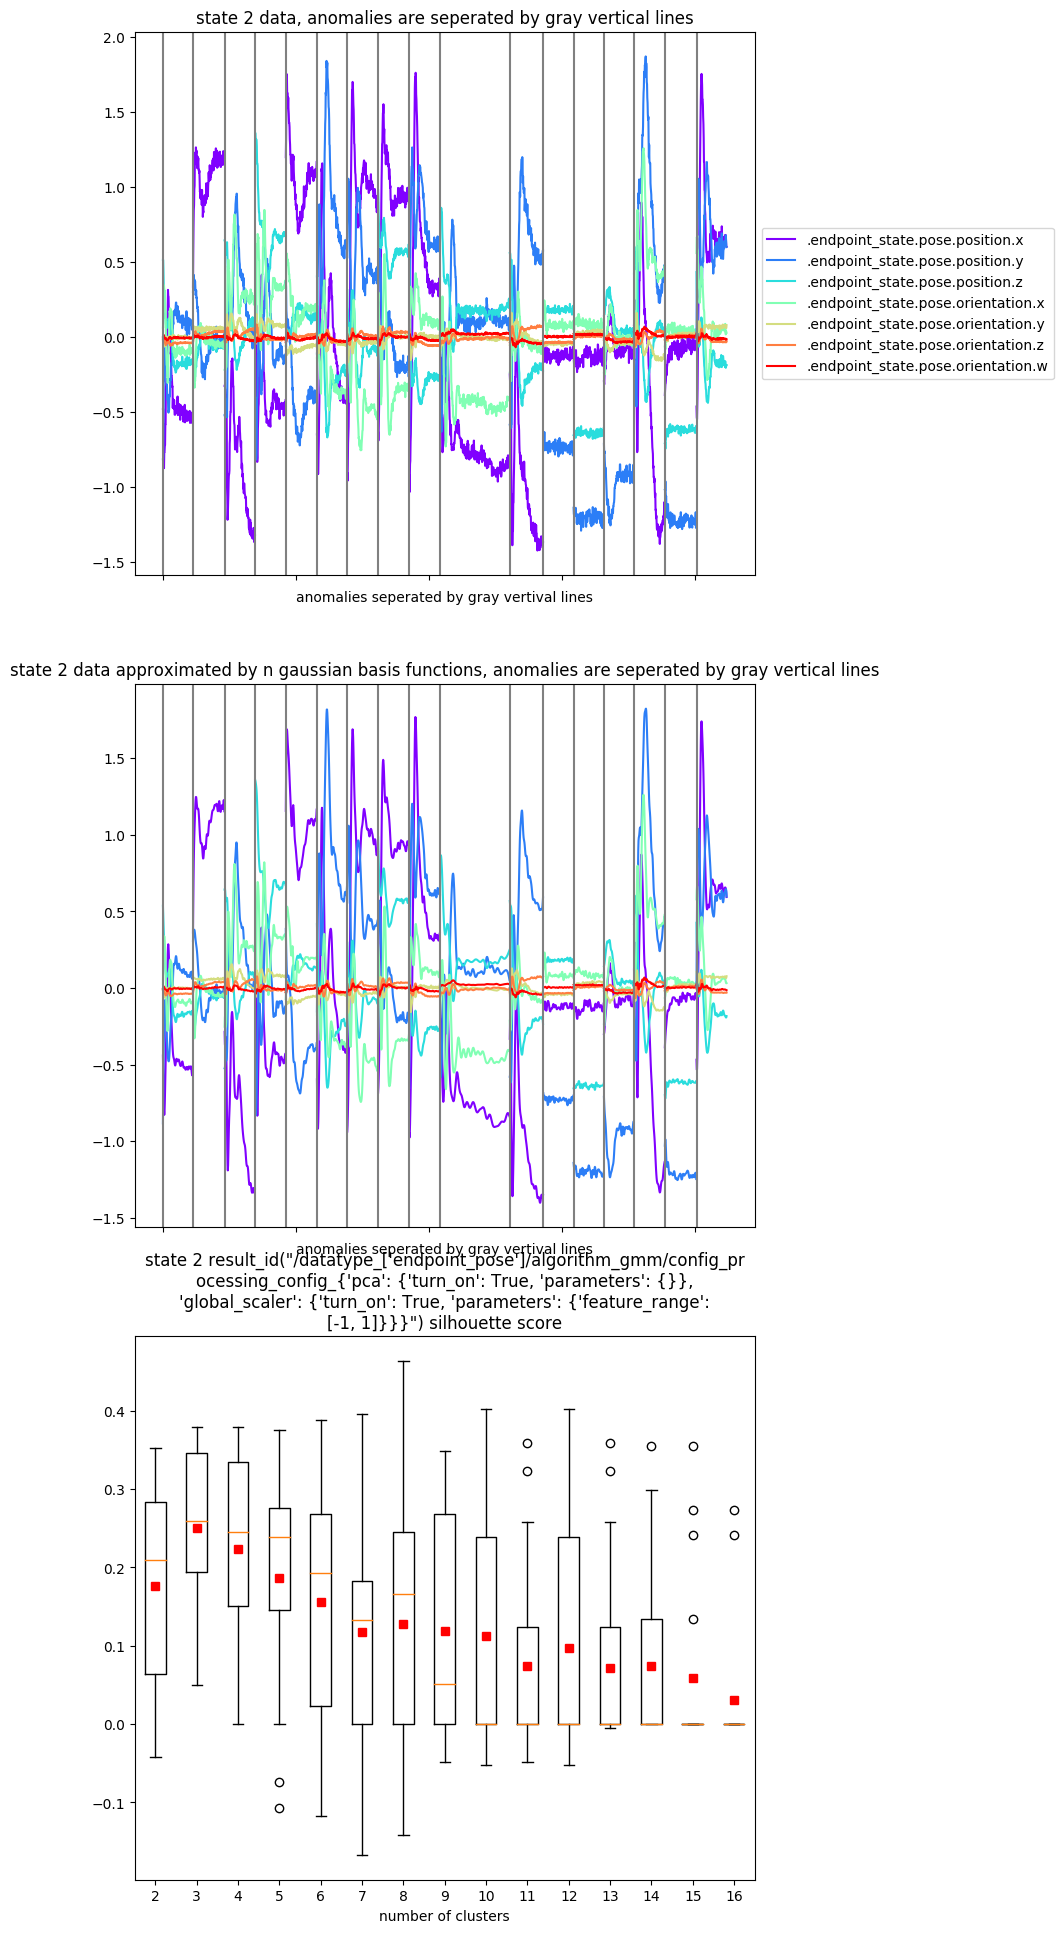 state 2 data, anomalies are seperated by gray vertical lines
2.0
1.5
1.0
0.5
0.0
−0.5
−1.0
−1.5
anomalies seperated by gray vertival lines
.endpoint_state.pose.position.x
.endpoint_state.pose.position.y
.endpoint_state.pose.position.z
.endpoint_state.pose.orientation.x
.endpoint_state.pose.orientation.y
.endpoint_state.pose.orientation.z
.endpoint_state.pose.orientation.w
state 2 data approximated by n gaussian basis functions, anomalies are seperated by gray vertical lines
1.5
1.0
0.5
0.0
−0.5
−1.0
−1.5
anomalies seperated by gray vertival lines
state 2 result_id("/datatype_['endpoint_pose']/algorithm_gmm/config_pr
ocessing_config_{'pca': {'turn_on': True, 'parameters': {}},
'global_scaler': {'turn_on': True, 'parameters': {'feature_range':
[-1, 1]}}}") silhouette score
0.4
0.3
0.2
0.1
0.0
−0.1
2 3 4 5 6 7 8 9 10 11 12 13 14 15 16
number of clusters